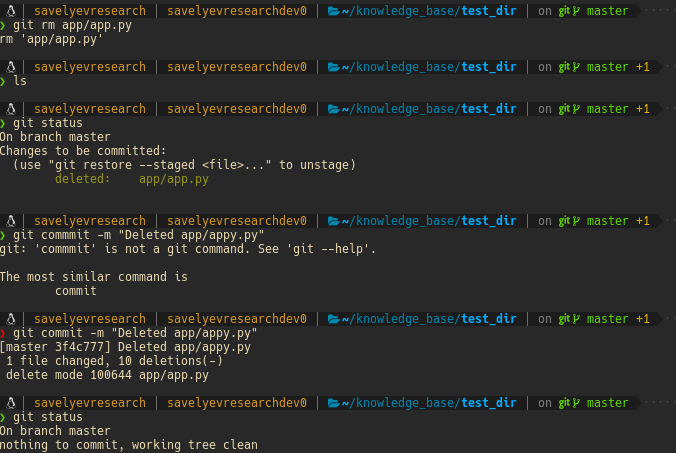 savelyevresearch | savelyevresearchdev0 | ~/knowledge_base/test_dir | on git master
❯ git rm app/app.py
rm 'app/app.py'
savelyevresearch | savelyevresearchdev0 | ~/knowledge_base/test_dir | on git master +1
❯ ls
savelyevresearch | savelyevresearchdev0 | ~/knowledge_base/test_dir | on git master +1
❯ git status
On branch master
Changes to be committed:
  (use "git restore --staged <file>..." to unstage)
        deleted:    app/app.py
savelyevresearch | savelyevresearchdev0 | ~/knowledge_base/test_dir | on git master +1
❯ git commmit -m "Deleted app/appy.py"
git: 'commmit' is not a git command. See 'git --help'.
The most similar command is
        commit
savelyevresearch | savelyevresearchdev0 | ~/knowledge_base/test_dir | on git master +1
❯ git commit -m "Deleted app/appy.py"
[master 3f4c777] Deleted app/appy.py
 1 file changed, 10 deletions(-)
 delete mode 100644 app/app.py
savelyevresearch | savelyevresearchdev0 | ~/knowledge_base/test_dir | on git master
❯ git status
On branch master
nothing to commit, working tree clean